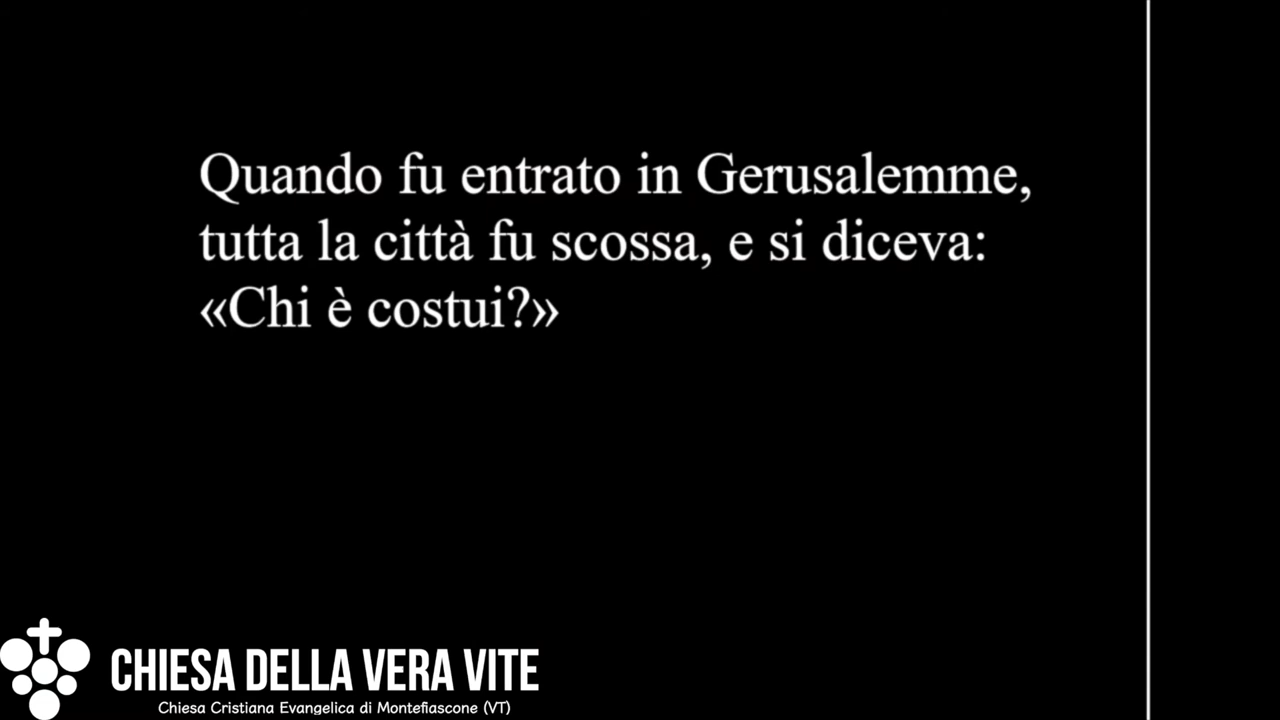 Quando fu entrato in Gerusalemme,
tutta la città fu scossa, e si diceva:
«Chi è costui?»
CHIESA DELLA VERA VITE
Chiesa Cristiana Evangelica di Montefiascone (VT)